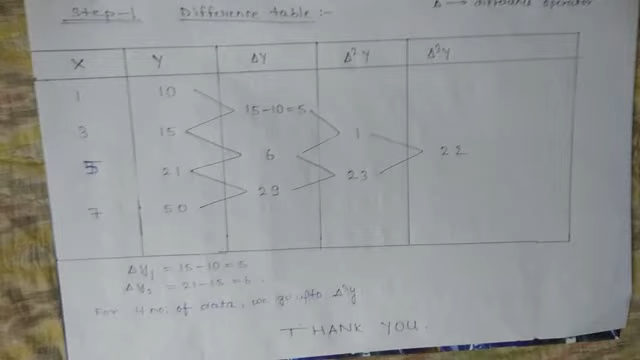 Step-1. Difference table:- Δ → difference operator
X Y ΔY Δ²Y Δ³Y
1 10
15-10=5
3 15 1
6 22
5 21 23
29
7 50
ΔY₁ = 15-10=5
ΔY₂ = 21-15=6.
For 4 no: of data, we go upto Δ³y
THANK YOU.